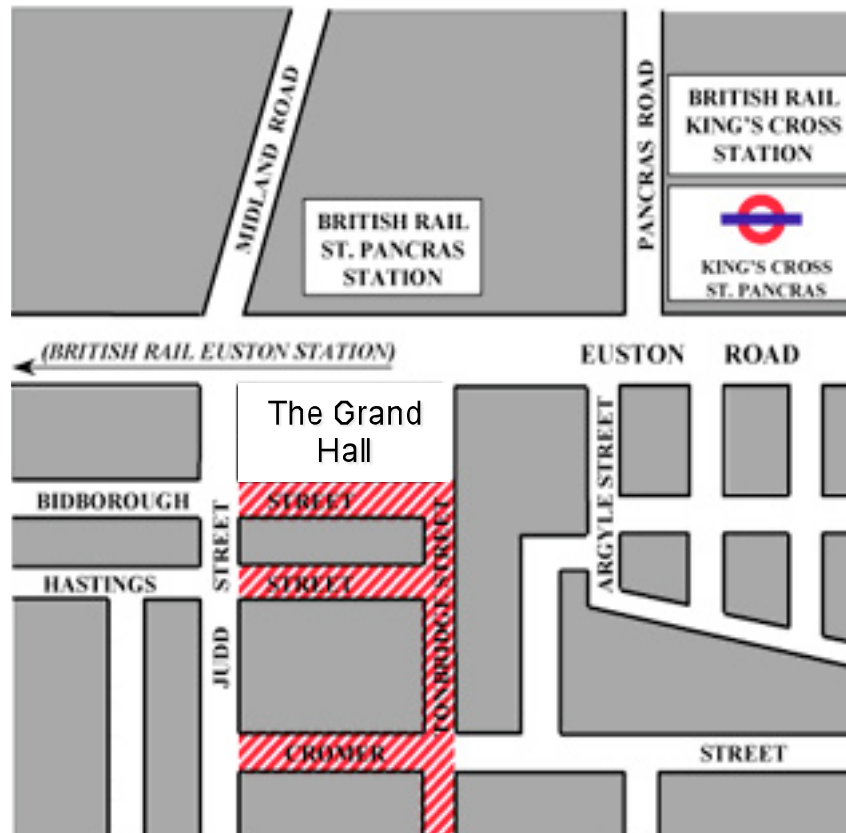 MIDLAND ROAD
PANCRAS ROAD
BRITISH RAIL
KING'S CROSS
STATION
BRITISH RAIL
ST. PANCRAS
STATION
KING'S CROSS
ST. PANCRAS
(BRITISH RAIL EUSTON STATION)
EUSTON ROAD
The Grand
Hall
ARGYLE STREET
BIDBOROUGH STREET
JUDD STREET
TONBRIDGE STREET
HASTINGS STREET
CROMER STREET